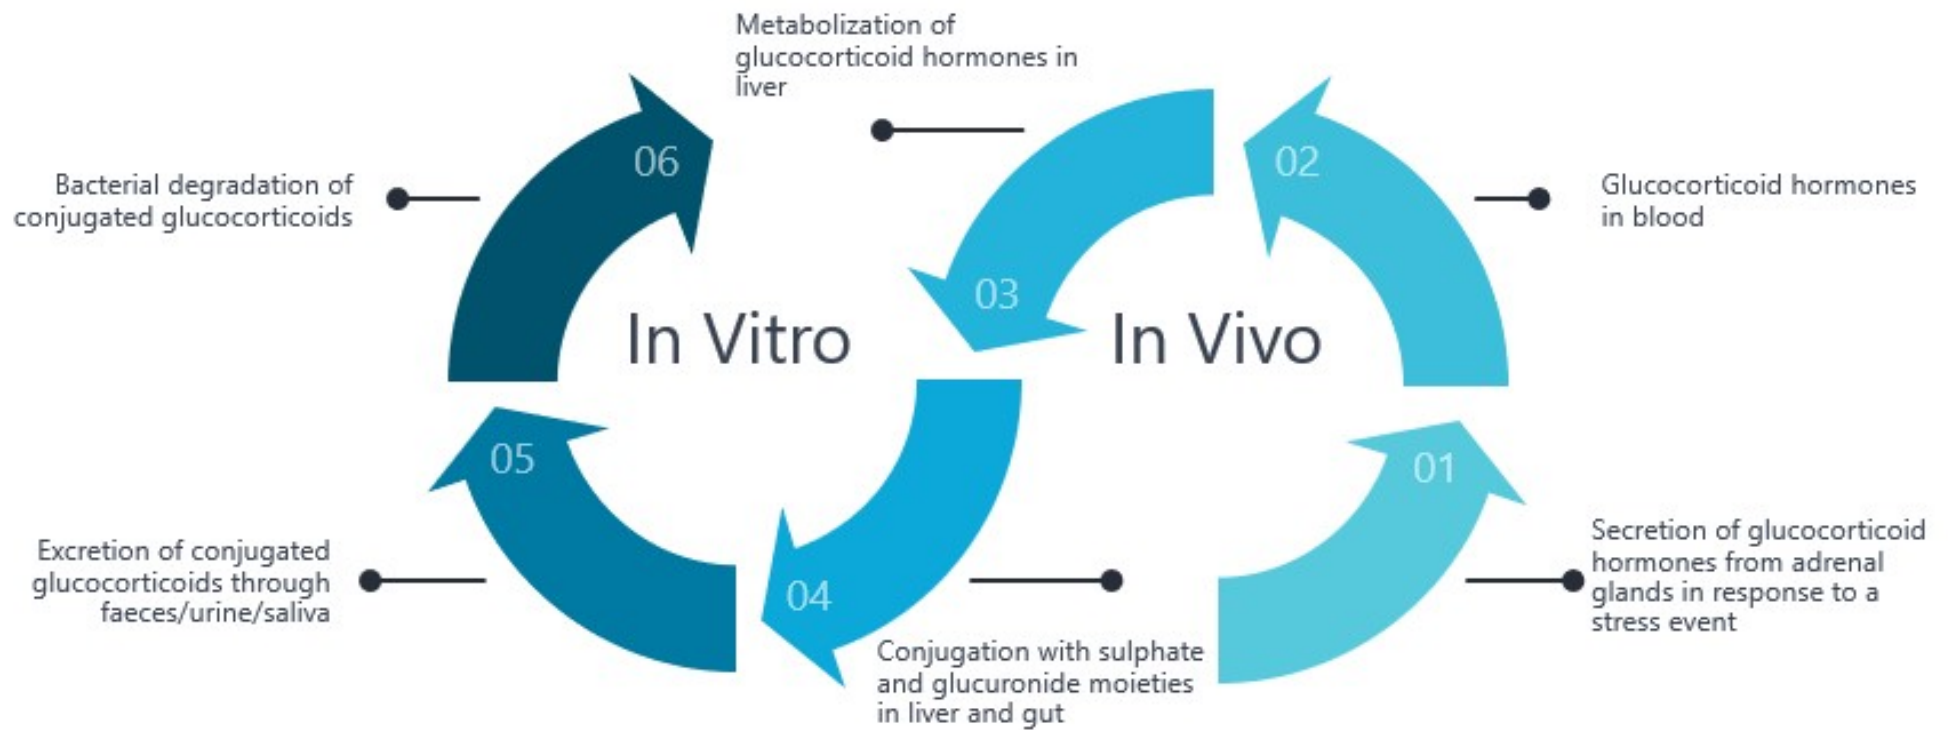 Metabolization of
glucocorticoid hormones in
liver
06
02
Bacterial degradation of
conjugated glucocorticoids
Glucocorticoid hormones
in blood
03
In Vitro
In Vivo
05
01
Excretion of conjugated
glucocorticoids through
faeces/urine/saliva
04
Secretion of glucocorticoid
hormones from adrenal
glands in response to a
stress event
Conjugation with sulphate
and glucuronide moieties
in liver and gut